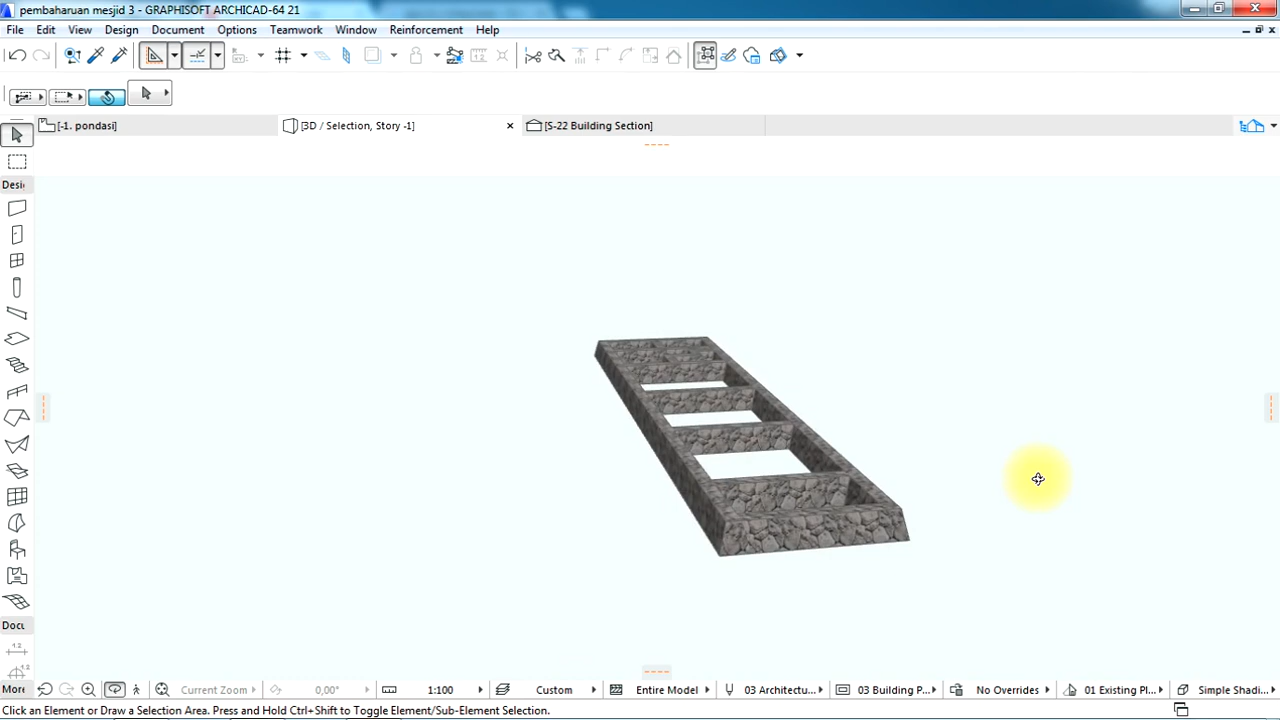 pembaharuan mesjid 3 - GRAPHISOFT ARCHICAD-64 21
File Edit View Design Document Options Teamwork Window Reinforcement Help
[-1. pondasi] [3D / Selection, Story -1] [S-22 Building Section]
Desi
Docu
More
Current Zoom 0,00° 1:100 Custom Entire Model 03 Architectu... 03 Building P... No Overrides 01 Existing Pl... Simple Shadi...
Click an Element or Draw a Selection Area. Press and Hold Ctrl+Shift to Toggle Element/Sub-Element Selection.